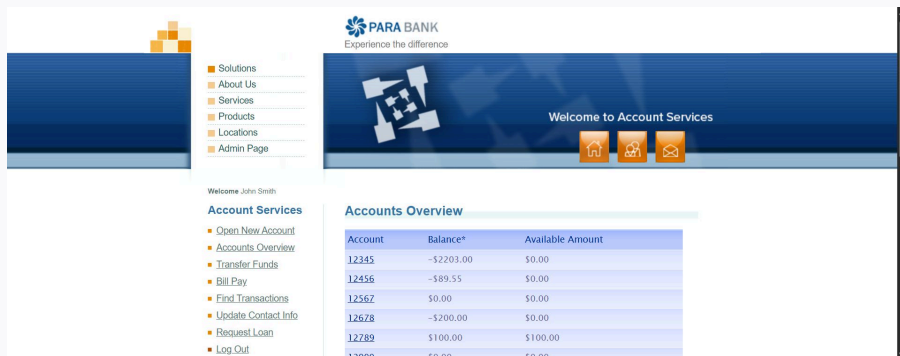 PARA BANK
Experience the difference
Solutions
About Us
Services
Products
Locations
Admin Page
Welcome to Account Services
Welcome John Smith
Account Services
Open New Account
Accounts Overview
Transfer Funds
Bill Pay
Find Transactions
Update Contact Info
Request Loan
Log Out
Accounts Overview
Account Balance* Available Amount
12345 -$2203.00 $0.00
12456 -$89.55 $0.00
12567 $0.00 $0.00
12678 -$200.00 $0.00
12789 $100.00 $100.00